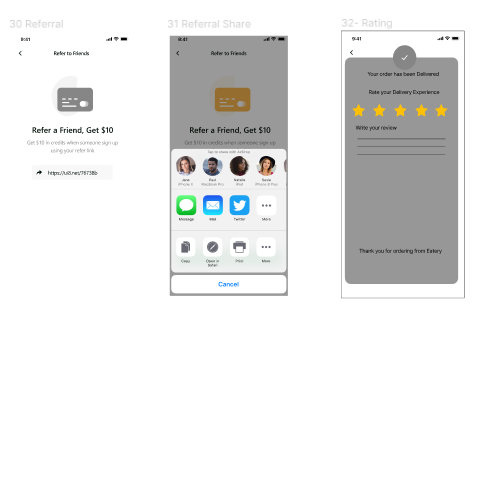 30 Referral
9:41
Refer to Friends
Refer a Friend, Get $10
Get $10 in credits when someone sign up
using your refer link
https://ui8.net/76738b
31 Referral Share
9:41
Refer to Friends
Refer a Friend, Get $10
Get $10 in credits when someone sign up
Tap to share with AirDrop
Jane
iPhone X
Paul
MacBook Pro
Natalia
iPad
iPhone 8 Plus
Message
Mail
Twitter
More
Copy
Open in
Safari
Print
More
Cancel
32- Rating
9:41
Your order has been Delivered
Rate your Delivery Experience
Write your review
Thank you for ordering from Eatery